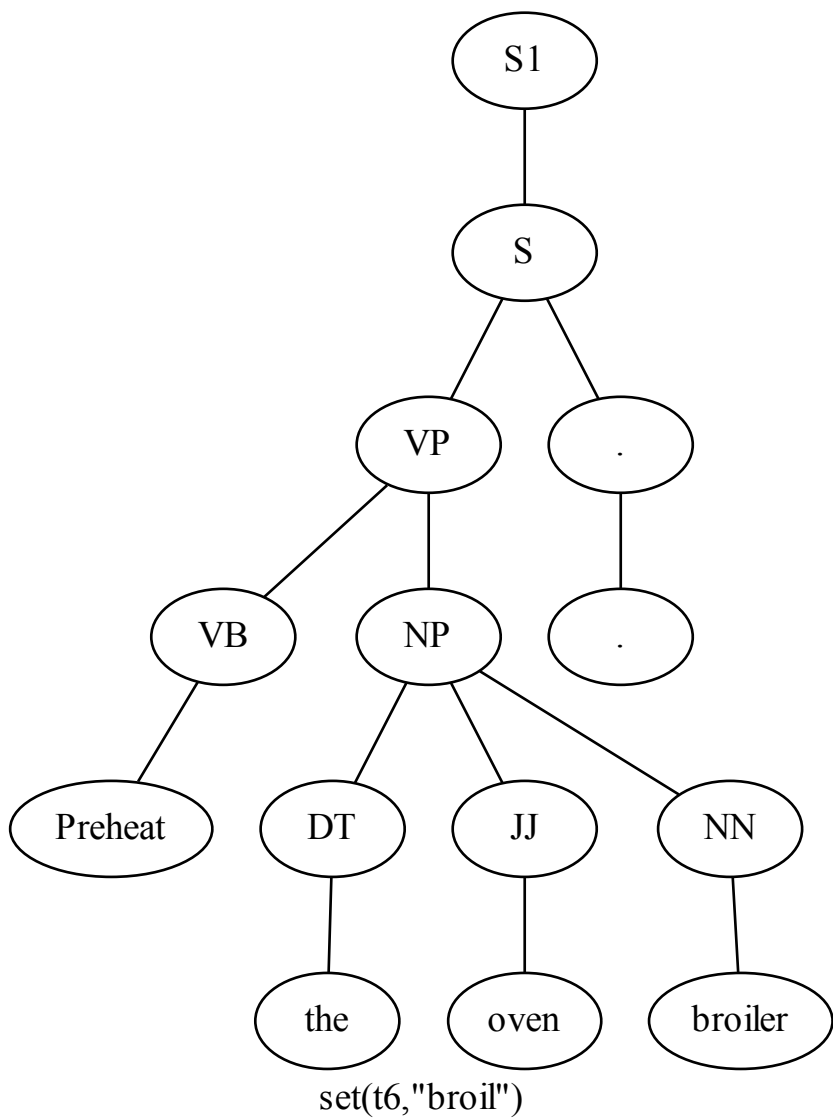 S1
S
VP .
VB NP .
Preheat DT JJ NN
the oven broiler
set(t6,"broil")